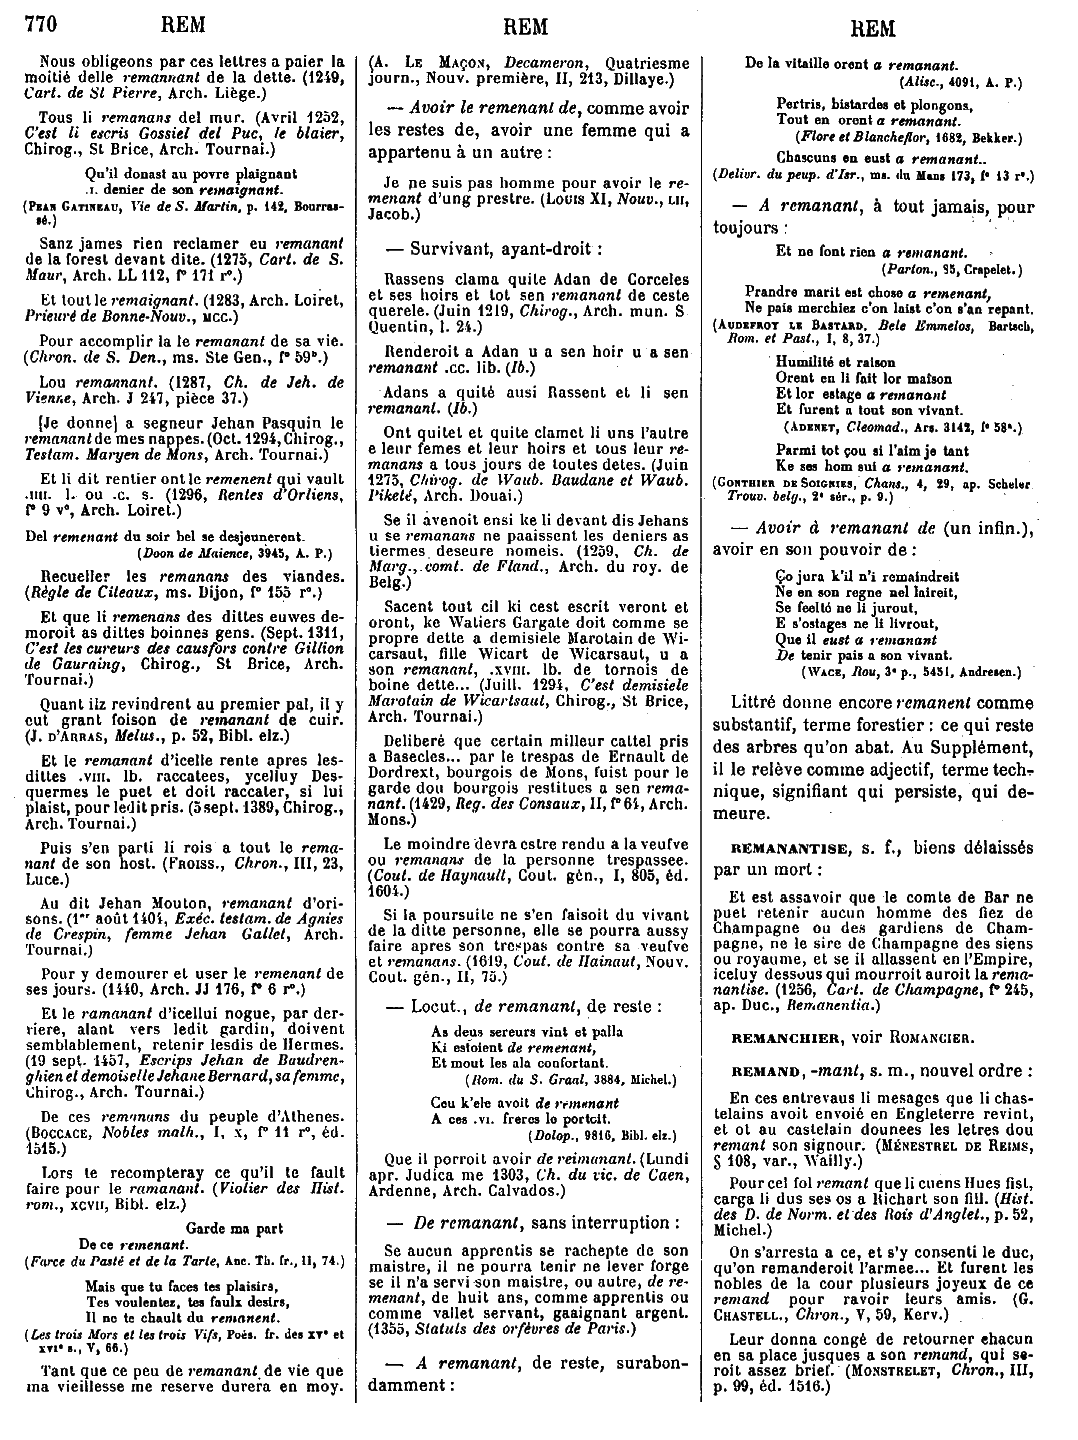 770 REM REM REM
Nous obligeons par ces lettres a paier la
moitié delle remannant de la dette. (1249,
Cart. de St Pierre, Arch. Liège.)
Tous li remanans del mur. (Avril 1252,
C'est li escris Gossiel del Puc, le blaier,
Chirog., St Brice, Arch. Tournai.)
Qu'il donast au povre plaignant
.I. denier de son remaignant.
(PEAN GATINEAU, Vie de S. Martin, p. 142, Bourras-
sé.)
Sanz james rien reclamer eu remanant
de la forest devant dite. (1275, Cart. de S.
Maur, Arch. LL 112, f° 171 r°.)
Et tout le remaignant. (1283, Arch. Loiret,
Prieuré de Bonne-Nouv., MCC.)
Pour accomplir la le remanant de sa vie.
(Chron. de S. Den., ms. Ste Gen., f° 59ᵇ.)
Lou remannant. (1287, Ch. de Jeh. de
Vienne, Arch. J 247, pièce 37.)
[Je donne] a segneur Jehan Pasquin le
remanant de mes nappes. (Oct. 1294, Chirog.,
Testam. Maryen de Mons, Arch. Tournai.)
Et li dit rentier ont le remenent qui vault
.IIII. l. ou .C. s. (1296, Rentes d'Orliens,
f° 9 v°, Arch. Loiret.)
Del remenant du soir bel se desjeunerent.
(Doon de Maience, 3945, A. P.)
Recueller les remanans des viandes.
(Règle de Citeaux, ms. Dijon, f° 155 r°.)
Et que li remenans des dittes euwes de-
moroit as dittes boinnes gens. (Sept. 1311,
C'est les cureurs des causfors contre Gillion
de Gauraing, Chirog., St Brice, Arch.
Tournai.)
Quant ilz revindrent au premier pal, il y
eut grant foison de remanant de cuir.
(J. D'ARRAS, Melus., p. 52, Bibl. elz.)
Et le remanant d'icelle rente apres les-
dittes .VIII. lb. raccatees, ycelluy Des-
quermes le puet et doit raccater, si lui
plaist, pour ledit pris. (5 sept. 1389, Chirog.,
Arch. Tournai.)
Puis s'en parti li rois a tout le rema-
nant de son host. (FROISS., Chron., III, 23,
Luce.)
Au dit Jehan Mouton, remanant d'ori-
sons. (1ᵉʳ août 1404, Exéc. testam. de Agnies
de Crespin, femme Jehan Gallet, Arch.
Tournai.)
Pour y demourer et user le remenant de
ses jours. (1440, Arch. JJ 176, f° 6 r°.)
Et le ramanant d'icellui nogue, par der-
riere, alant vers ledit gardin, doivent
semblablement, retenir lesdis de Hermes.
(19 sept. 1457, Escrips Jehan de Baudren-
ghien et demoiselle Jehane Bernard, sa femme,
Chirog., Arch. Tournai.)
De ces remanans du peuple d'Athenes.
(BOCCACE, Nobles malh., I, X, f° 11 r°, éd.
1515.)
Lors te recompteray ce qu'il te fault
faire pour le ramanant. (Violier des Hist.
rom., XCVII, Bibl. elz.)
Garde ma part
De ce remenant.
(Farce du Pasté et de la Tarte, Anc. Th. fr., II, 74.)
Mais que tu faces tes plaisirs,
Tes voulentez, tes faulx desirs,
Il ne te chault du remanent.
(Les trois Mors et les trois Vifs, Poés. fr. des XVᵉ et
XVIᵉ s., V, 66.)
Tant que ce peu de remanant de vie que
ma vieillesse me reserve durera en moy.
(A. LE MAÇON, Decameron, Quatriesme
journ., Nouv. première, II, 213, Dillaye.)
— Avoir le remenant de, comme avoir
les restes de, avoir une femme qui a
appartenu à un autre :
Je ne suis pas homme pour avoir le re-
menant d'ung prestre. (LOUIS XI, Nouv., LII,
Jacob.)
— Survivant, ayant-droit :
Rassens clama quite Adan de Corceles
et ses hoirs et tot sen remanant de ceste
querele. (Juin 1219, Chirog., Arch. mun. S
Quentin, l. 24.)
Renderoit a Adan u a sen hoir u a sen
remanant .CC. lib. (Ib.)
Adans a quité ausi Rassent et li sen
remanant. (Ib.)
Ont quitet et quite clamet li uns l'autre
e leur femes et leur hoirs et tous leur re-
manans a tous jours de toutes detes. (Juin
1275, Chirog. de Waub. Baudane et Waub.
Piketé, Arch. Douai.)
Se il avenoit ensi ke li devant dis Jehans
u se remanans ne paaissent les deniers as
tiermes deseure nomeis. (1259, Ch. de
Marg., comt. de Fland., Arch. du roy. de
Belg.)
Sacent tout cil ki cest escrit veront et
oront, ke Watiers Gargate doit comme se
propre dette a demisiele Marotain de Wi-
carsaut, fille Wicart de Wicarsaut, u a
son remanant, .XVIII. lb. de tornois de
boine dette... (Juill. 1294, C'est demisiele
Marotain de Wicartsaut, Chirog., St Brice,
Arch. Tournai.)
Deliberé que certain milleur cattel pris
a Basecles... par le trespas de Ernault de
Dordrext, bourgois de Mons, fuist pour le
garde dou bourgois restitues a sen rema-
nant. (1429, Reg. des Consaux, II, f° 64, Arch.
Mons.)
Le moindre devra estre rendu a la veufve
ou remanans de la personne trespassee.
(Cout. de Haynault, Cout. gén., I, 805, éd.
1604.)
Si la poursuite ne s'en faisoit du vivant
de la ditte personne, elle se pourra aussy
faire apres son trespas contre sa veufve
et remanans. (1619, Cout. de Hainaut, Nouv.
Cout. gén., II, 75.)
— Locut., de remanant, de reste :
As deus sereurs vint et palla
Ki estoient de remenant,
Et mout les ala confortant.
(Rom. du S. Graal, 3884, Michel.)
Ceu k'ele avoit de remenant
A ces .VI. freres lo porteit.
(Dolop., 9816, Bibl. elz.)
Que il porroit avoir de reimanant. (Lundi
apr. Judica me 1303, Ch. du vic. de Caen,
Ardenne, Arch. Calvados.)
— De remanant, sans interruption :
Se aucun apprentis se rachepte de son
maistre, il ne pourra tenir ne lever forge
se il n'a servi son maistre, ou autre, de re-
menant, de huit ans, comme apprentis ou
comme vallet servant, gaaignant argent.
(1355, Statuts des orfèvres de Paris.)
— A remanant, de reste, surabon-
damment :
De la vitaille orent a remanant.
(Alisc., 4091, A. P.)
Pertris, bistardes et plongons,
Tout en orent a remanant.
(Flore et Blancheflor, 1682, Bekker.)
Chascuns en eust a remanant..
(Delivr. du peup. d'Isr., ms. du Mans 173, f° 13 r°.)
— A remanant, à tout jamais, pour
toujours :
Et ne font rien a remanant.
(Parton., 95, Crapelet.)
Prandre marit est chose a remenant,
Ne pais merchiez c'on laist c'on s'an repant.
(AUDEFROT LE BASTARD, Bele Emmelos, Bartsch,
Rom. et Past., I, 8, 37.)
Humilité et raison
Orent en li fait lor maison
Et lor estage a remanant
Et furent a tout son vivant.
(ADENET, Cleomad., Ars. 3142, f° 58ᵃ.)
Parmi tot çou si l'aim je tant
Ke ses hom sui a remanant.
(GONTHIER DE SOIGNIES, Chans., 4, 29, ap. Scheler
Trouv. belg., 2ᵉ sér., p. 9.)
— Avoir à remanant de (un infin.),
avoir en son pouvoir de :
Ço jura k'il n'i remaindreit
Ne en son regne nel laireit,
Se feelté ne li jurout,
E s'ostages ne li livrout,
Que il eust a remanant
De tenir pais a son vivant.
(WACE, Rou, 3ᵉ p., 5451, Andresen.)
Littré donne encore remanent comme
substantif, terme forestier : ce qui reste
des arbres qu'on abat. Au Supplément,
il le relève comme adjectif, terme tech-
nique, signifiant qui persiste, qui de-
meure.
REMANANTISE, s. f., biens délaissés
par un mort :
Et est assavoir que le comte de Bar ne
puet retenir aucun homme des fiez de
Champagne ou des gardiens de Cham-
pagne, ne le sire de Champagne des siens
ou royaume, et se il allassent en l'Empire,
iceluy dessous qui mourroit auroit la rema-
nantise. (1256, Cart. de Champagne, f° 245,
ap. Duc., Remanentia.)
REMANCHIER, voir ROMANCIER.
REMAND, -mant, s. m., nouvel ordre :
En ces entrevaus li mesages que li chas-
telains avoit envoié en Engleterre revint,
et ot au castelain dounees les letres dou
remant son signour. (MÉNESTREL DE REIMS,
§ 108, var., Wailly.)
Pour cel fol remant que li cuens Hues fist,
carga li dus ses os a Richart son fill. (Hist.
des D. de Norm. et des Rois d'Anglet., p. 52,
Michel.)
On s'arresta a ce, et s'y consenti le duc,
qu'on remanderoit l'armee... Et furent les
nobles de la cour plusieurs joyeux de ce
remand pour ravoir leurs amis. (G.
CHASTELL., Chron., V, 59, Kerv.)
Leur donna congé de retourner chacun
en sa place jusques a son remand, qui se-
roit assez brief. (MONSTRELET, Chron., III,
p. 99, éd. 1516.)